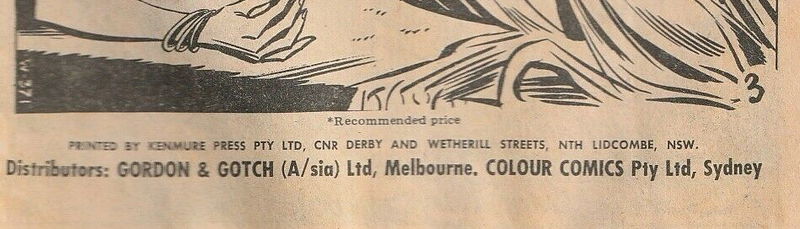 W-371
3
*Recommended price
PRINTED BY KENMURE PRESS PTY LTD, CNR DERBY AND WETHERILL STREETS, NTH LIDCOMBE, NSW.
Distributors: GORDON & GOTCH (A/sia) Ltd, Melbourne. COLOUR COMICS Pty Ltd, Sydney